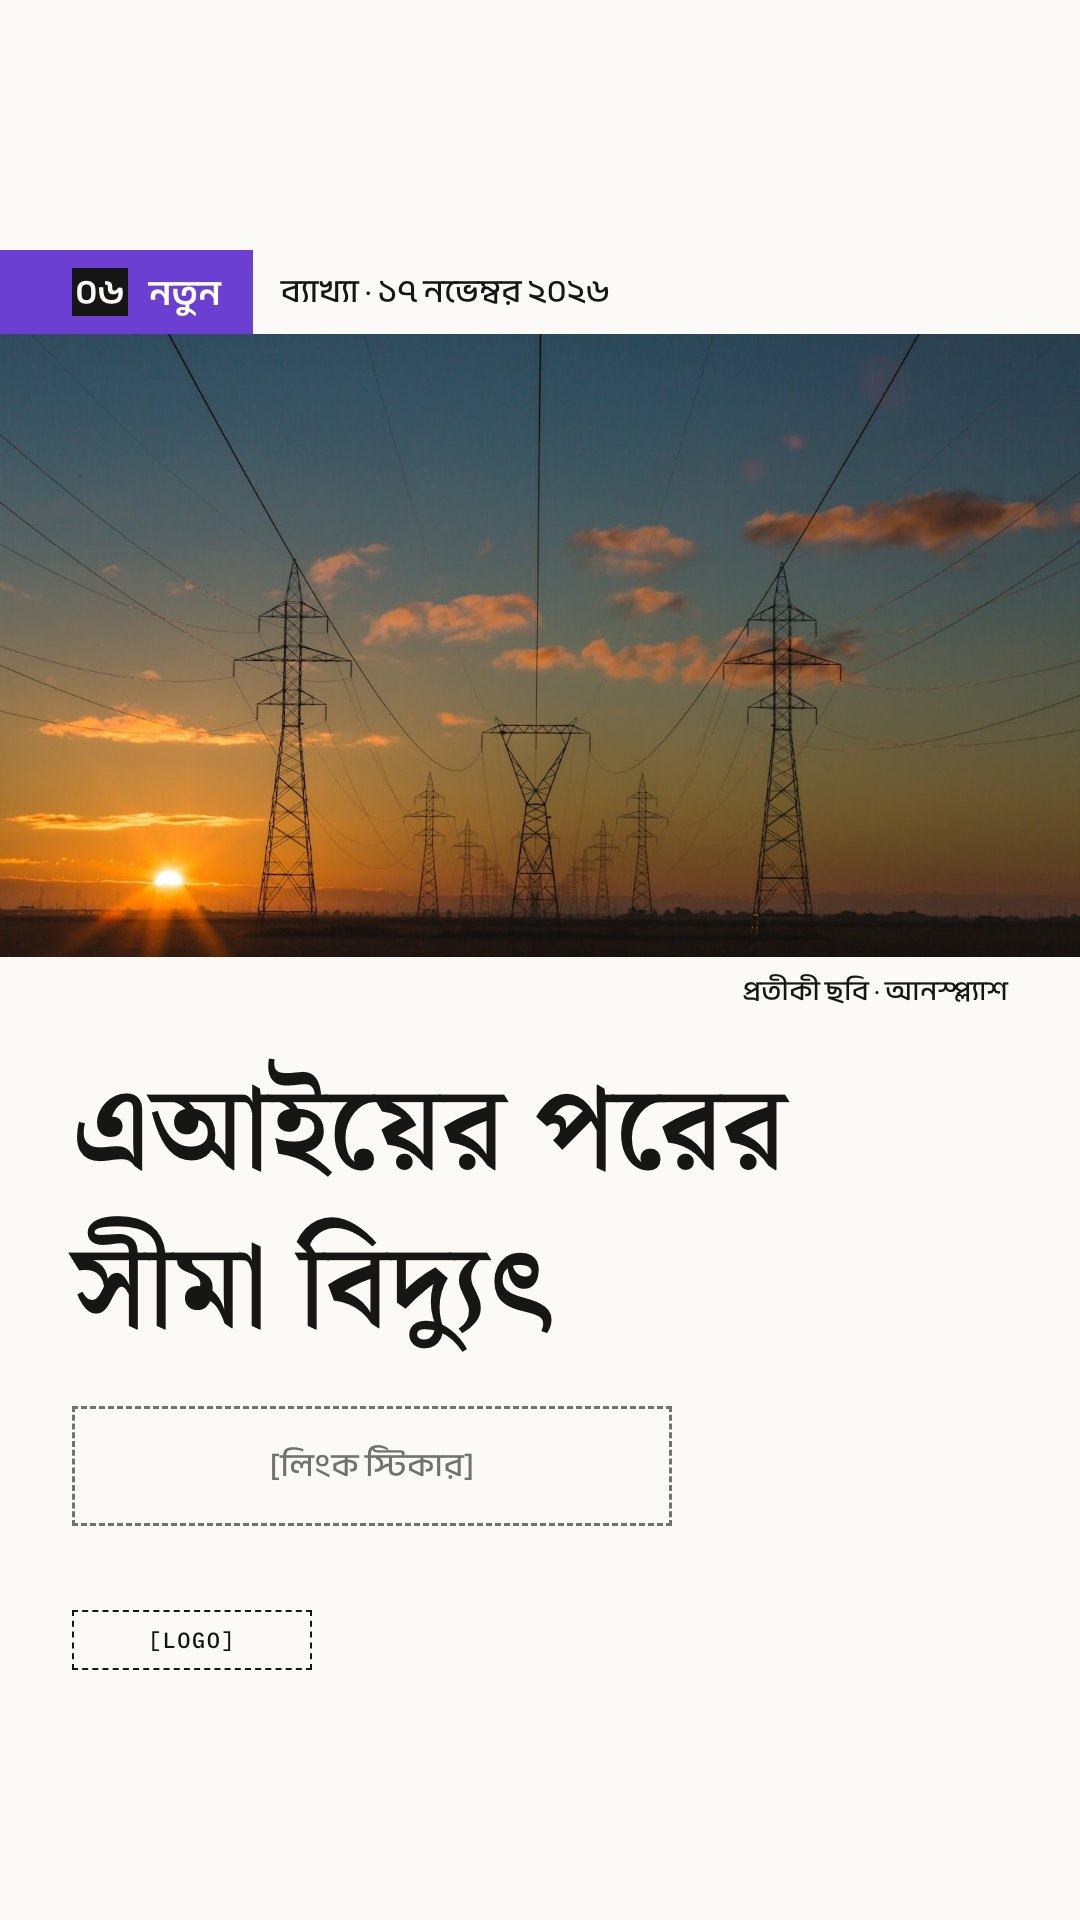 ০৬ নতুন ব্যাখ্যা · ১৭ নভেম্বর ২০২৬
প্রতীকী ছবি · আনস্প্ল্যাশ
এআইয়ের পরের
সীমা বিদ্যুৎ
[লিংক স্টিকার]
[LOGO]